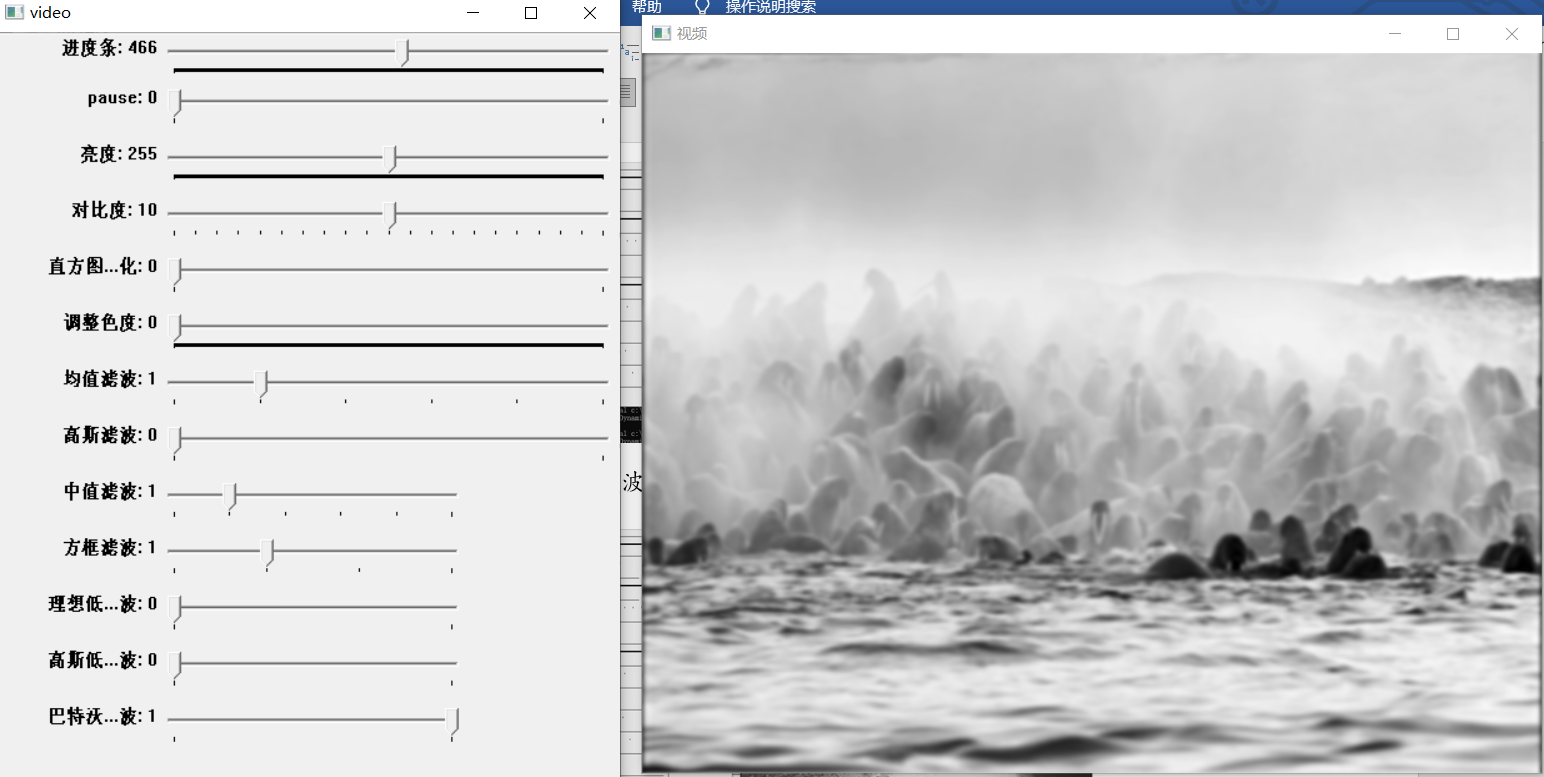 video
进度条: 466
pause: 0
亮度: 255
对比度: 10
直方图...化: 0
调整色度: 0
均值滤波: 1
高斯滤波: 0
中值滤波: 1
方框滤波: 1
理想低...波: 0
高斯低...波: 0
巴特沃...波: 1
帮助 操作说明搜索
视频
波